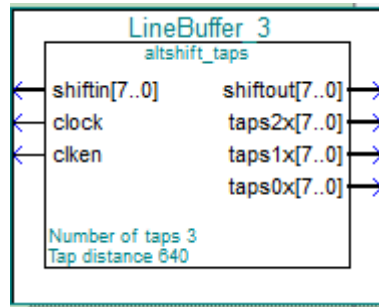 LineBuffer_3
altshift_taps
shiftin[7..0] shiftout[7..0]
clock taps2x[7..0]
clken taps1x[7..0]
taps0x[7..0]
Number of taps 3
Tap distance 640